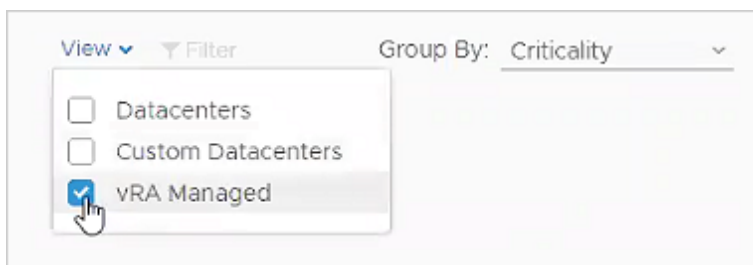 View Filter Group By: Criticality
Datacenters
Custom Datacenters
vRA Managed